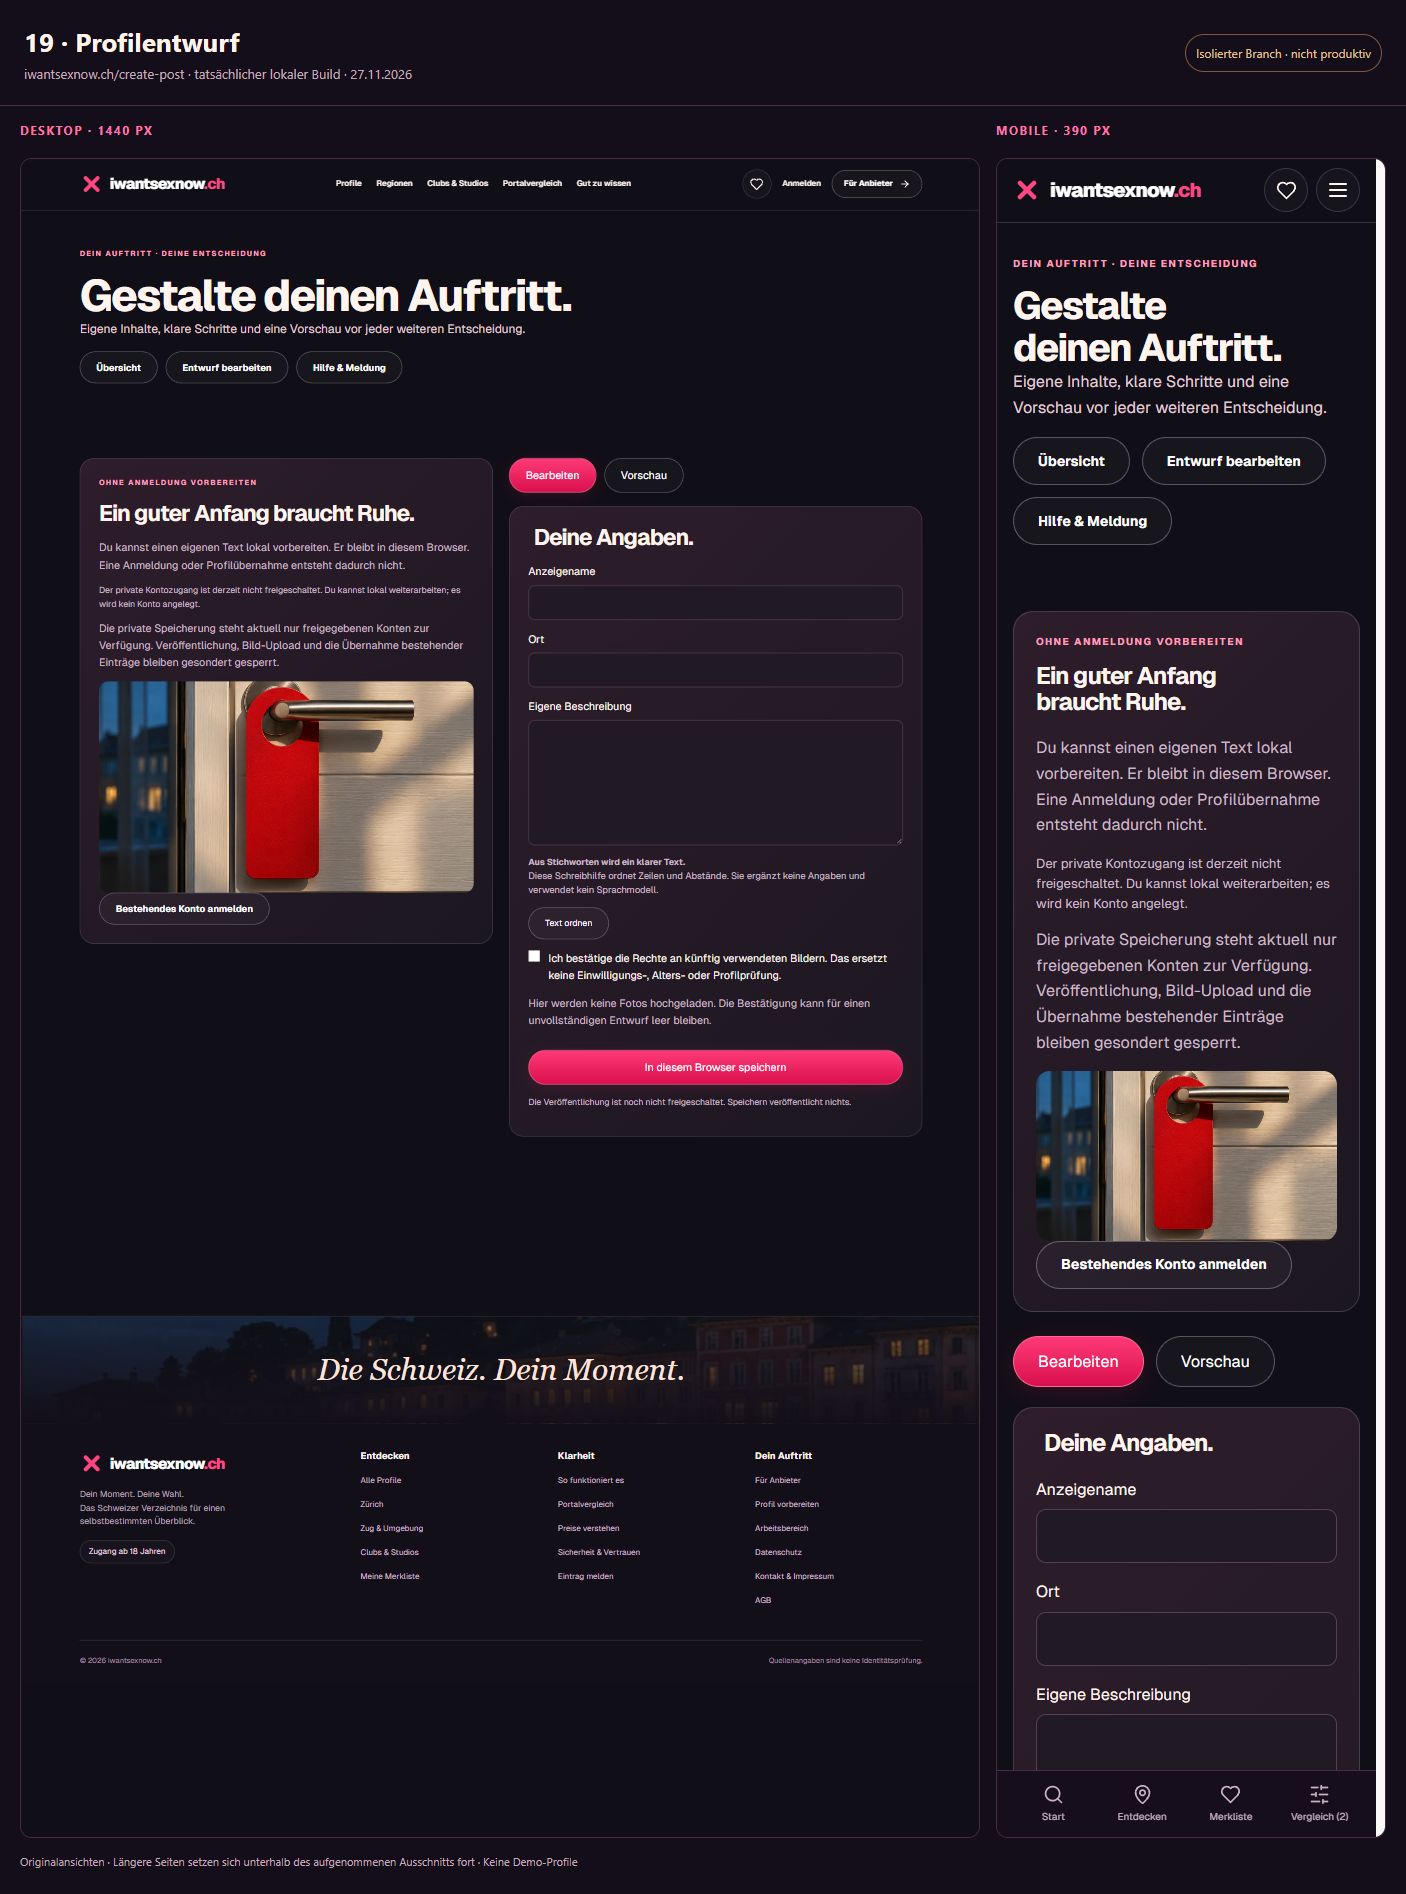 19 · Profilentwurf
iwantsexnow.ch/create-post · tatsächlicher lokaler Build · 27.11.2026
Isolierter Branch · nicht produktiv
DESKTOP · 1440 PX
iwantsexnow.ch
Profile
Regionen
Clubs & Studios
Portalvergleich
Gut zu wissen
Anmelden
Für Anbieter
DEIN AUFTRITT · DEINE ENTSCHEIDUNG
Gestalte deinen Auftritt.
Eigene Inhalte, klare Schritte und eine Vorschau vor jeder weiteren Entscheidung.
Übersicht
Entwurf bearbeiten
Hilfe & Meldung
OHNE ANMELDUNG VORBEREITEN
Ein guter Anfang braucht Ruhe.
Du kannst einen eigenen Text lokal vorbereiten. Er bleibt in diesem Browser.
Eine Anmeldung oder Profilübernahme entsteht dadurch nicht.
Der private Kontozugang ist derzeit nicht freigeschaltet. Du kannst lokal weiterarbeiten; es
wird kein Konto angelegt.
Die private Speicherung steht aktuell nur freigegebenen Konten zur
Verfügung. Veröffentlichung, Bild-Upload und die Übernahme bestehender
Einträge bleiben gesondert gesperrt.
Bestehendes Konto anmelden
Bearbeiten
Vorschau
Deine Angaben.
Anzeigename
Ort
Eigene Beschreibung
Aus Stichworten wird ein klarer Text.
Diese Schreibhilfe ordnet Zeilen und Abstände. Sie ergänzt keine Angaben und
verwendet kein Sprachmodell.
Text ordnen
Ich bestätige die Rechte an künftig verwendeten Bildern. Das ersetzt
keine Einwilligungs-, Alters- oder Profilprüfung.
Hier werden keine Fotos hochgeladen. Die Bestätigung kann für einen
unvollständigen Entwurf leer bleiben.
In diesem Browser speichern
Die Veröffentlichung ist noch nicht freigeschaltet. Speichern veröffentlicht nichts.
Die Schweiz. Dein Moment.
iwantsexnow.ch
Dein Moment. Deine Wahl.
Das Schweizer Verzeichnis für einen
selbstbestimmten Überblick.
Zugang ab 18 Jahren
Entdecken
Alle Profile
Zürich
Zug & Umgebung
Clubs & Studios
Meine Merkliste
Klarheit
So funktioniert es
Portalvergleich
Preise verstehen
Sicherheit & Vertrauen
Eintrag melden
Dein Auftritt
Für Anbieter
Profil vorbereiten
Arbeitsbereich
Datenschutz
Kontakt & Impressum
AGB
© 2026 iwantsexnow.ch
Quellenangaben sind keine Identitätsprüfung.
MOBILE · 390 PX
iwantsexnow.ch
DEIN AUFTRITT · DEINE ENTSCHEIDUNG
Gestalte
deinen Auftritt.
Eigene Inhalte, klare Schritte und eine
Vorschau vor jeder weiteren Entscheidung.
Übersicht
Entwurf bearbeiten
Hilfe & Meldung
OHNE ANMELDUNG VORBEREITEN
Ein guter Anfang
braucht Ruhe.
Du kannst einen eigenen Text lokal
vorbereiten. Er bleibt in diesem Browser.
Eine Anmeldung oder Profilübernahme
entsteht dadurch nicht.
Der private Kontozugang ist derzeit nicht
freigeschaltet. Du kannst lokal weiterarbeiten; es
wird kein Konto angelegt.
Die private Speicherung steht aktuell nur
freigegebenen Konten zur Verfügung.
Veröffentlichung, Bild-Upload und die
Übernahme bestehender Einträge
bleiben gesondert gesperrt.
Bestehendes Konto anmelden
Bearbeiten
Vorschau
Deine Angaben.
Anzeigename
Ort
Eigene Beschreibung
Start
Entdecken
Merkliste
Vergleich (2)
Originalansichten · Längere Seiten setzen sich unterhalb des aufgenommenen Ausschnitts fort · Keine Demo-Profile